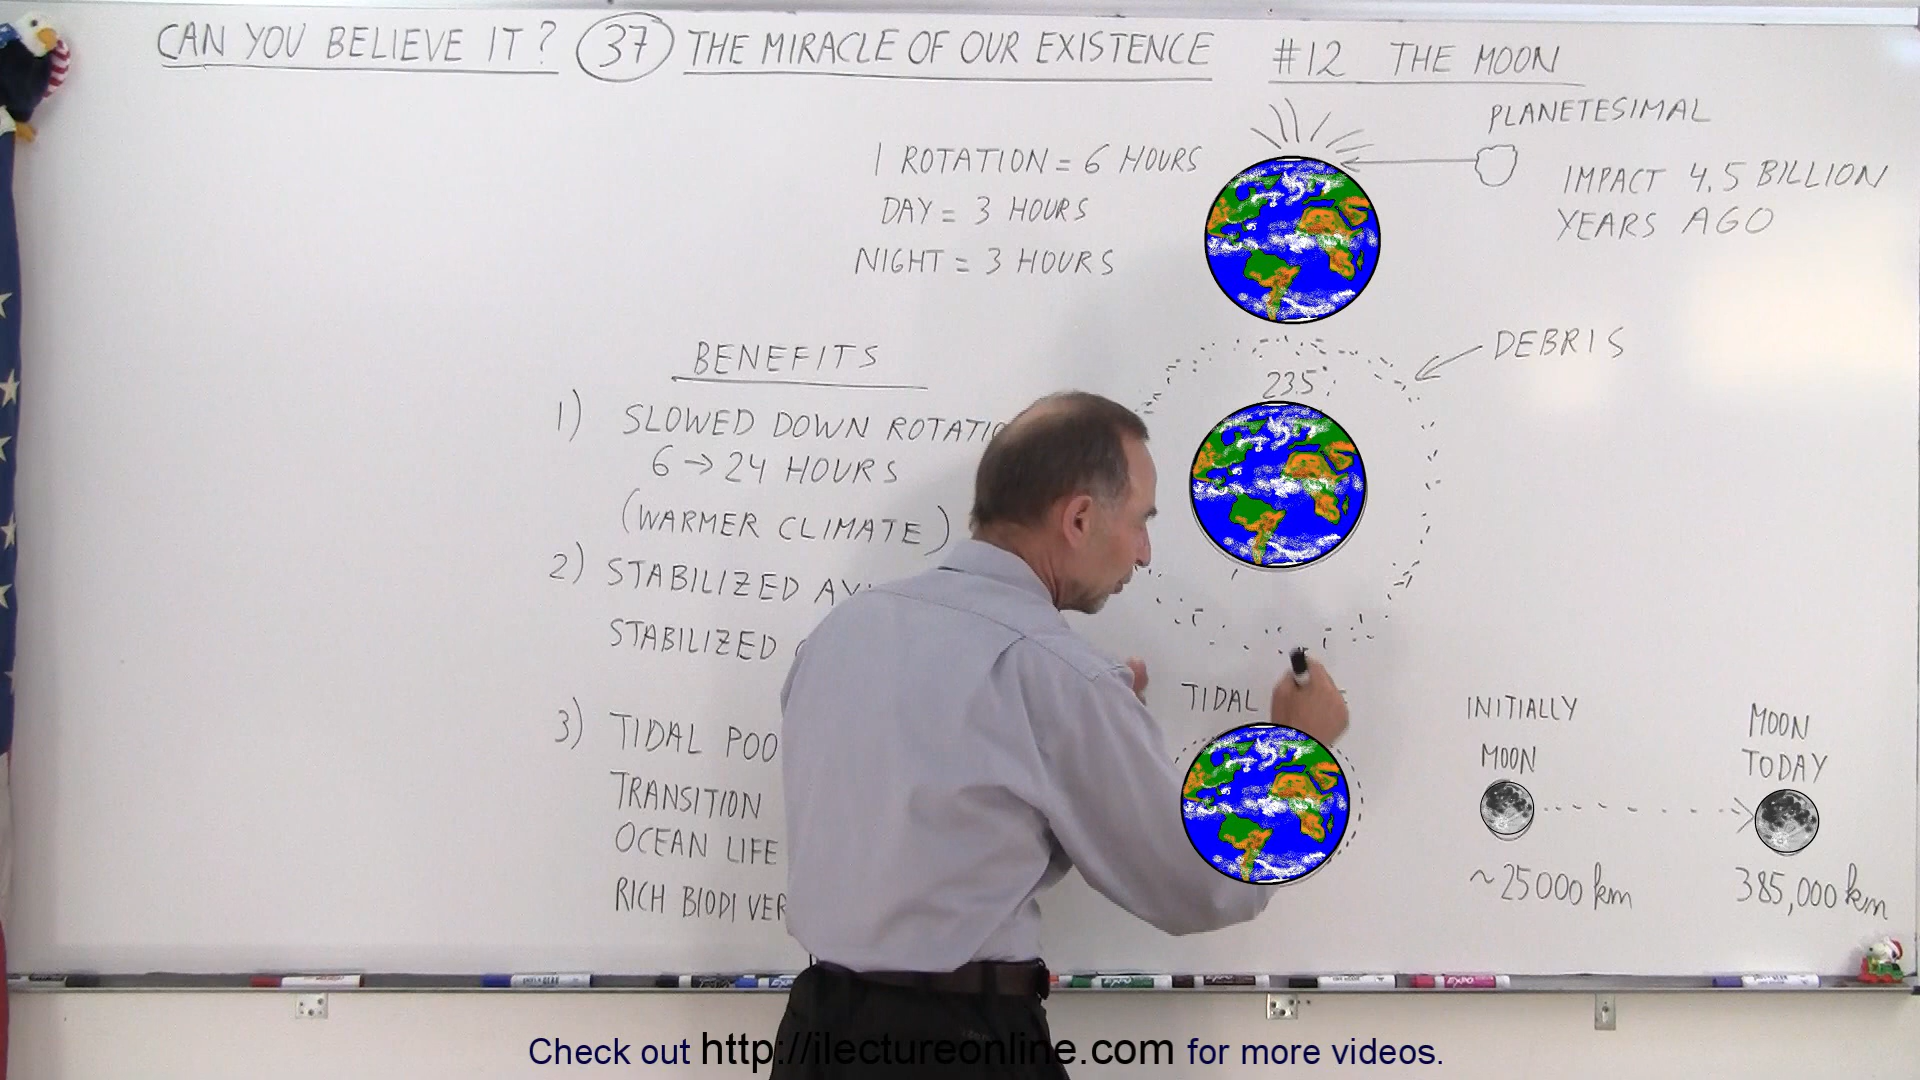 CAN YOU BELIEVE IT? 37 THE MIRACLE OF OUR EXISTENCE #12 THE MOON
PLANETESIMAL
IMPACT 4.5 BILLION
YEARS AGO
1 ROTATION = 6 HOURS
DAY = 3 HOURS
NIGHT = 3 HOURS
DEBRIS
23.5°
BENEFITS
1) SLOWED DOWN ROTATIO
6 → 24 HOURS
(WARMER CLIMATE)
2) STABILIZED
STABILIZED
3) TIDAL POO
TRANSITION
OCEAN LIFE
RICH BIODIVER
TIDAL
INITIALLY
MOON
~25000 km
MOON
TODAY
385,000 km
EXPO
EXPO
EXPO
Check out http://ilectureonline.com for more videos.